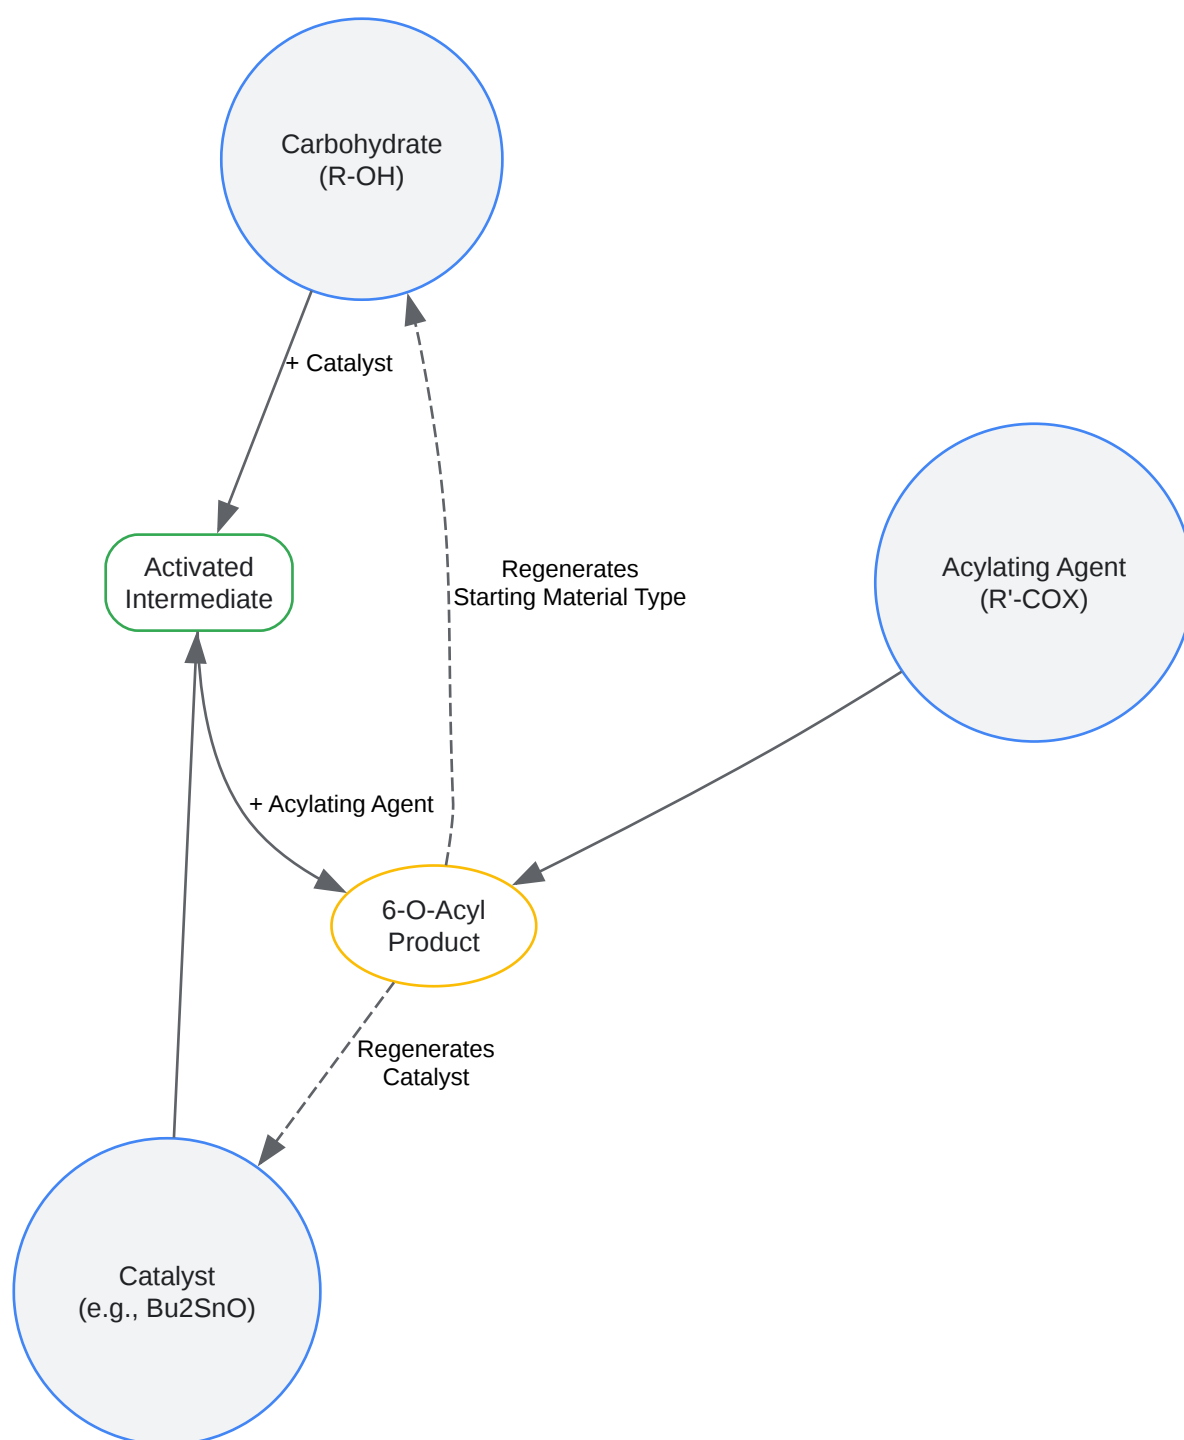 Carbohydrate
(R-OH)
+ Catalyst
Activated
Intermediate
Regenerates
Starting Material Type
Acylating Agent
(R'-COX)
+ Acylating Agent
6-O-Acyl
Product
Regenerates
Catalyst
Catalyst
(e.g., Bu2SnO)